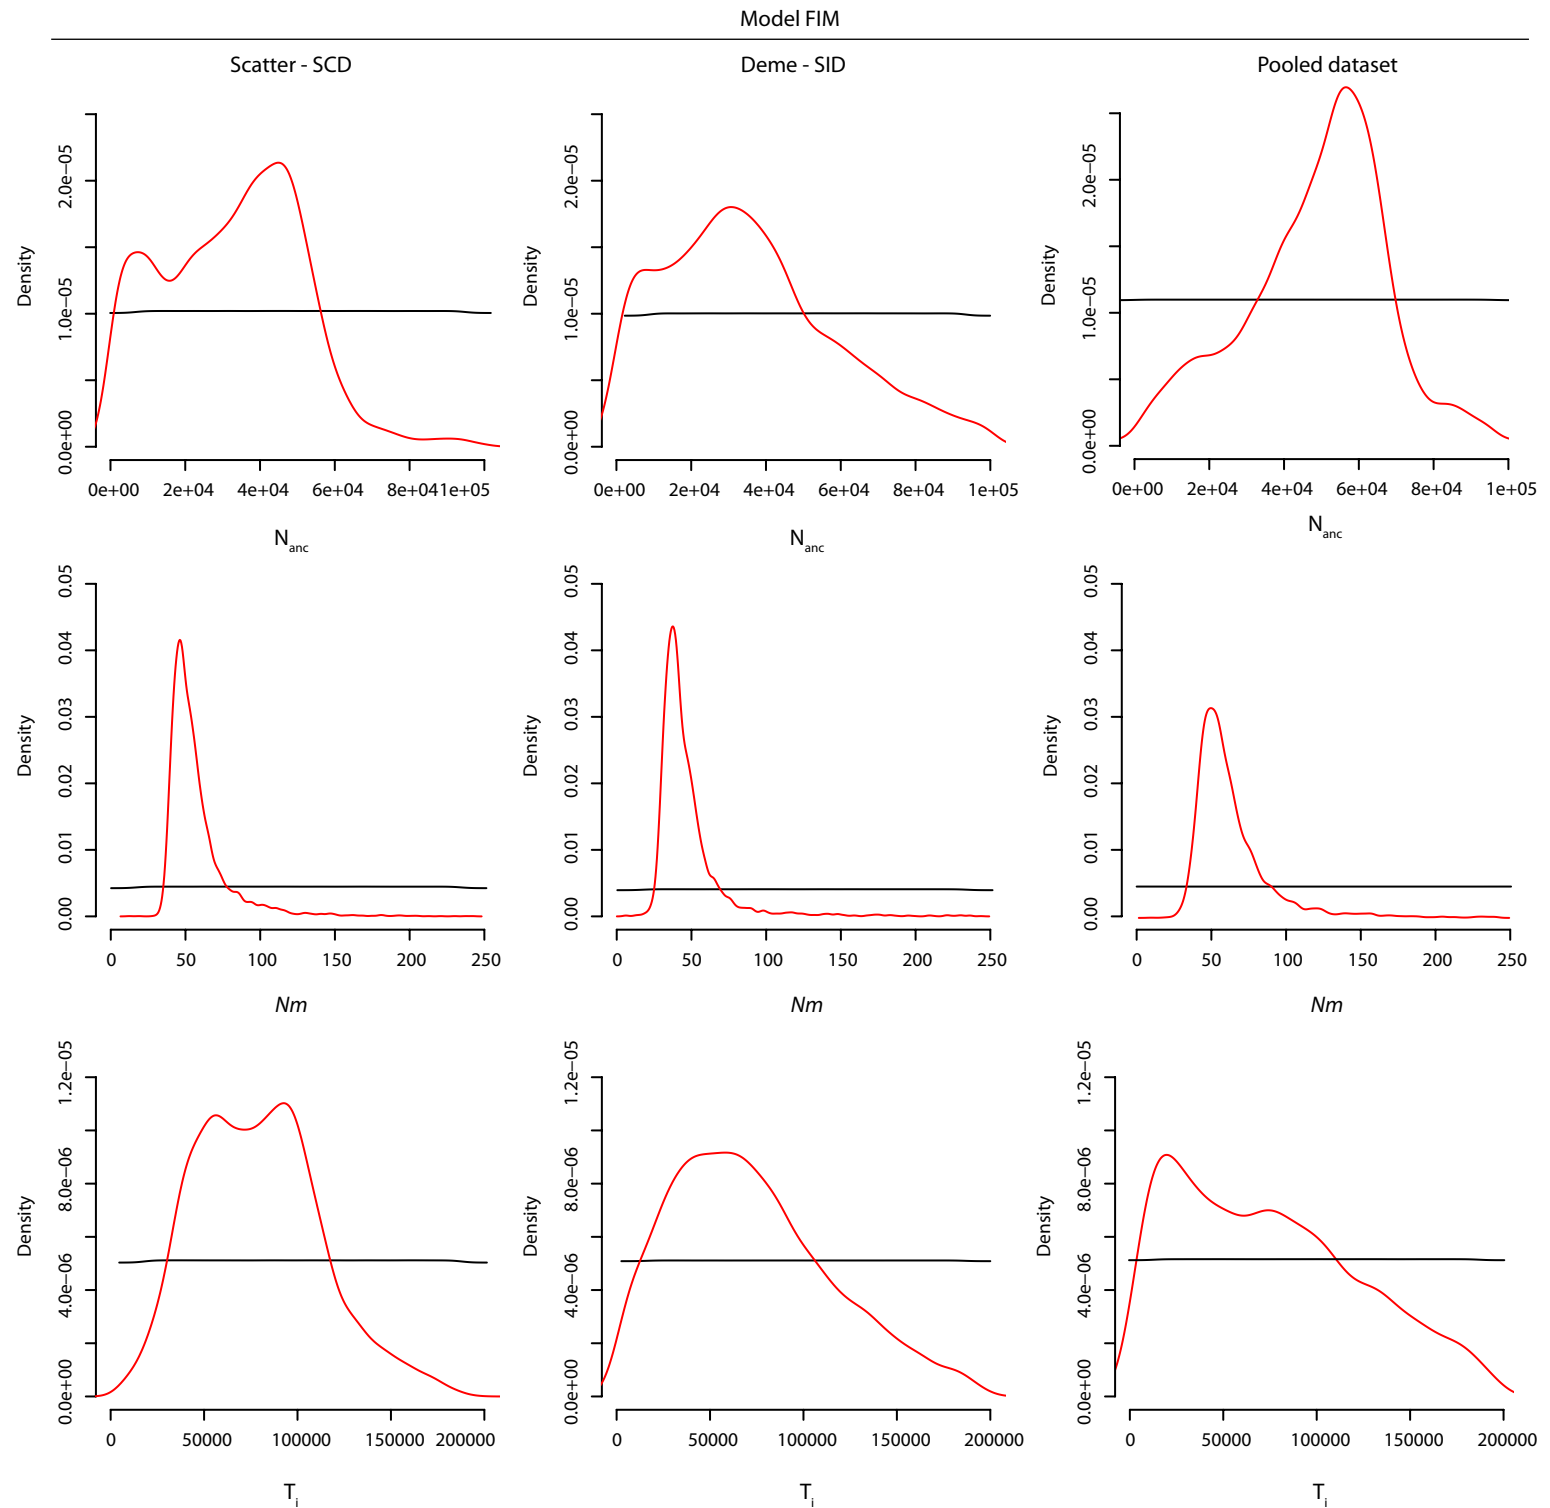 Model FIM
Scatter - SCD Deme - SID Pooled dataset
Density 0.0e+00 1.0e−05 2.0e−05
0e+00 2e+04 4e+04 6e+04 8e+04 1e+05
Nanc
Density 0.0e+00 1.0e−05 2.0e−05
0e+00 2e+04 4e+04 6e+04 8e+04 1e+05
Nanc
Density 0.0e+00 1.0e−05 2.0e−05
0e+00 2e+04 4e+04 6e+04 8e+04 1e+05
Nanc
Density 0.00 0.01 0.02 0.03 0.04 0.05
0 50 100 150 200 250
Nm
Density 0.00 0.01 0.02 0.03 0.04 0.05
0 50 100 150 200 250
Nm
Density 0.00 0.01 0.02 0.03 0.04 0.05
0 50 100 150 200 250
Nm
Density 0.0e+00 4.0e−06 8.0e−06 1.2e−05
0 50000 100000 150000 200000
Ti
Density 0.0e+00 4.0e−06 8.0e−06 1.2e−05
0 50000 100000 150000 200000
Ti
Density 0.0e+00 4.0e−06 8.0e−06 1.2e−05
0 50000 100000 150000 200000
Ti